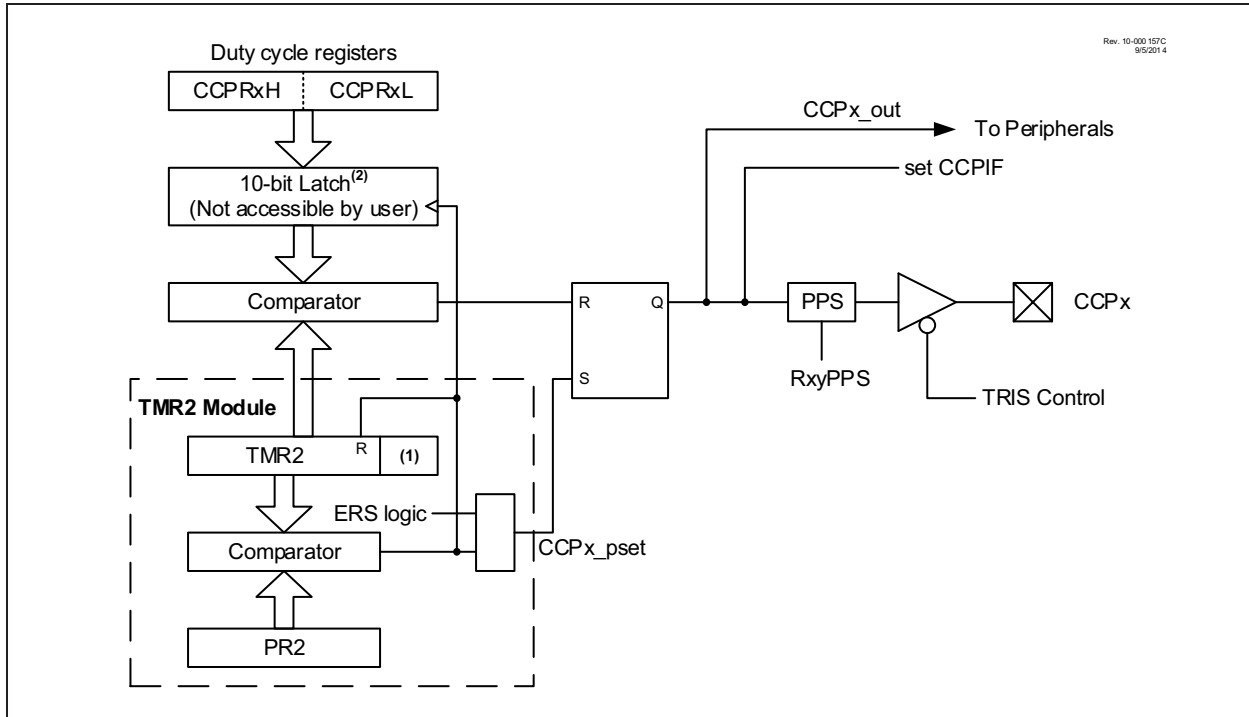 Rev. 10-000 157C
9/5/201 4
Duty cycle registers
CCPRxH CCPRxL
CCPx_out
To Peripherals
set CCPIF
10-bit Latch(2)
(Not accessible by user)
Comparator
R Q
S
PPS
CCPx
RxyPPS
TRIS Control
TMR2 Module
TMR2 R (1)
ERS logic
Comparator
CCPx_pset
PR2